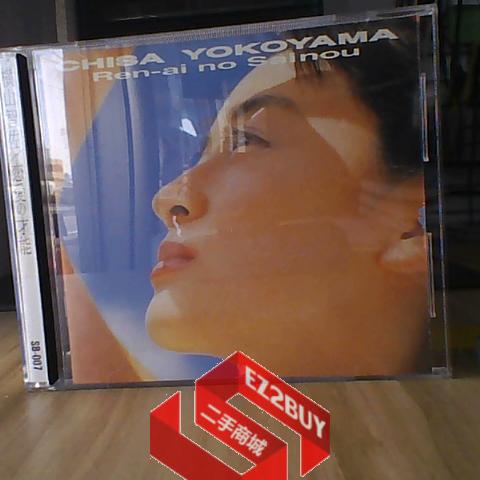 CHISA YOKOYAMA
Ren-ai no Sainou
SB-007
EZ2BUY
二手商城